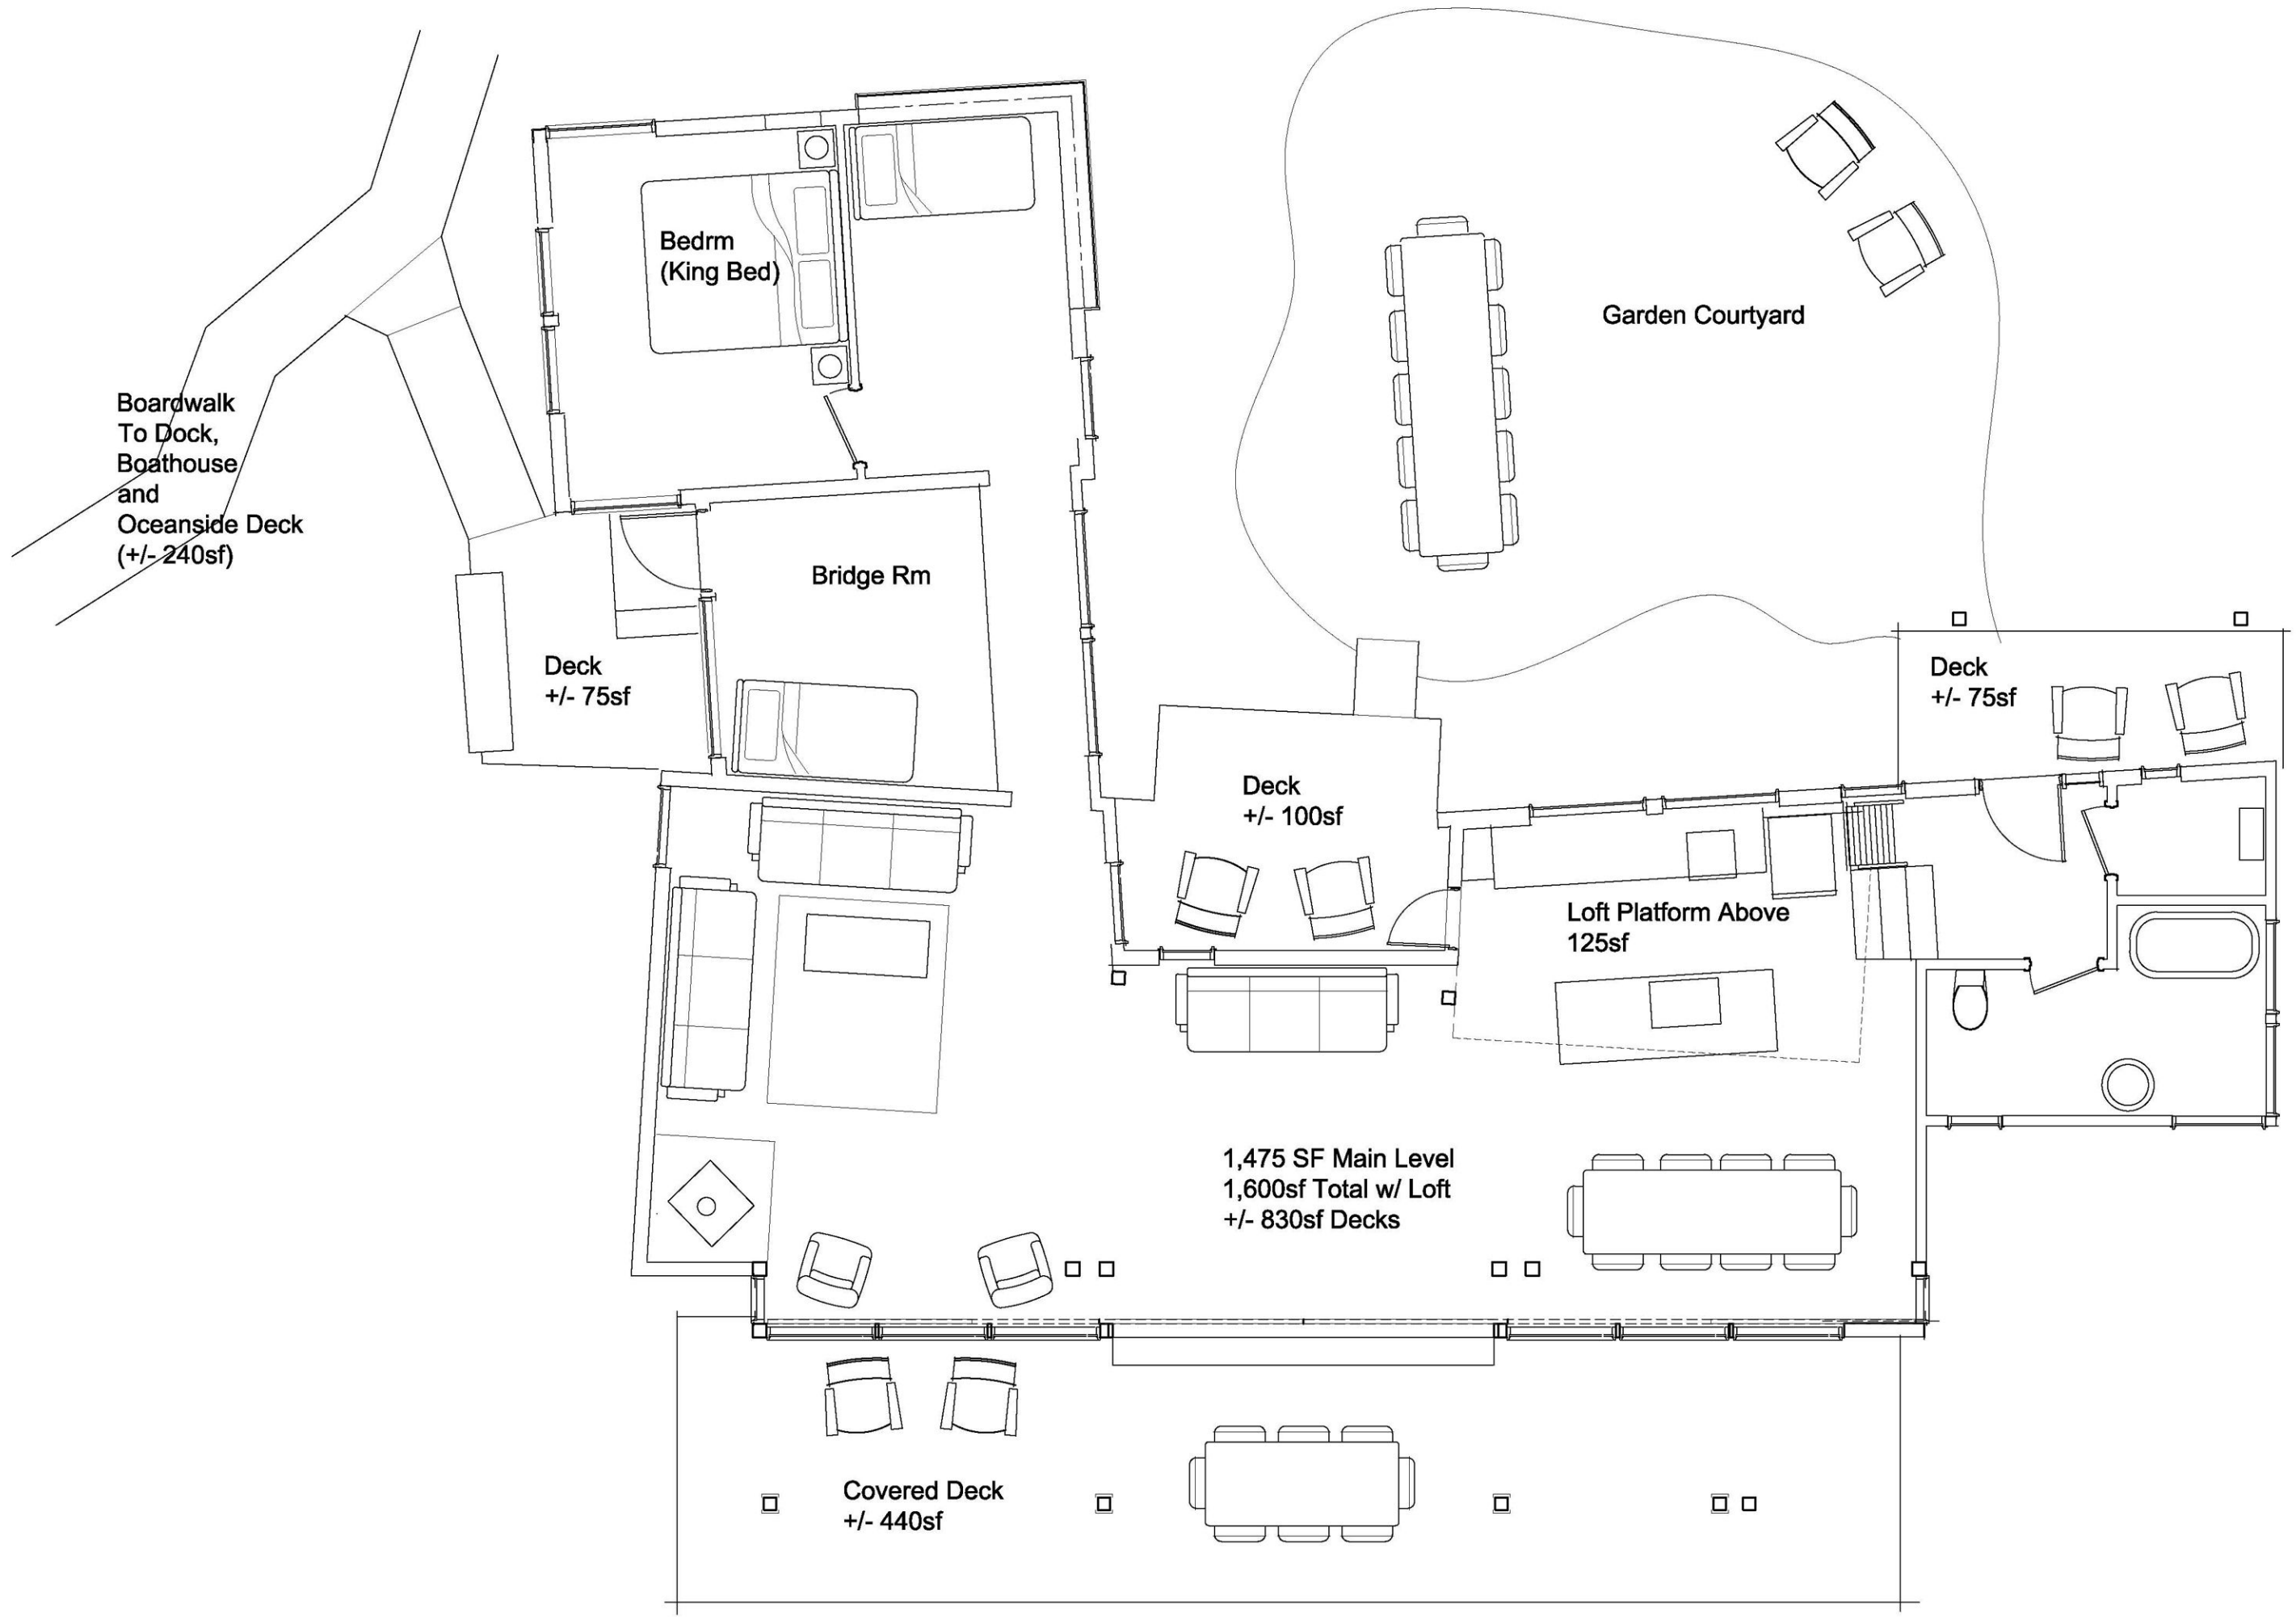 Bedrm
(King Bed)
Garden Courtyard
Boardwalk
To Dock,
Boathouse
and
Oceanside Deck
(+/- 240sf)
Bridge Rm
Deck
+/- 75sf
Deck
+/- 75sf
Deck
+/- 100sf
Loft Platform Above
125sf
1,475 SF Main Level
1,600sf Total w/ Loft
+/- 830sf Decks
Covered Deck
+/- 440sf